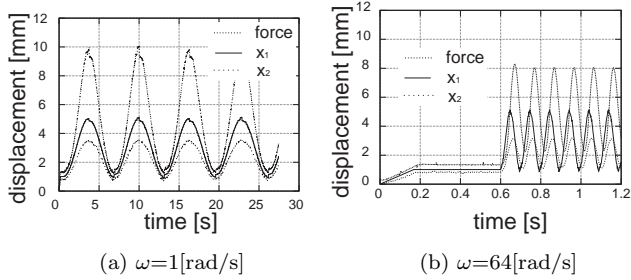 displacement [mm]
12
10
8
6
4
2
0
force
x₁
x₂
0 5 10 15 20 25 30
time [s]
(a) ω=1[rad/s]
displacement [mm]
12
10
8
6
4
2
0
force
x₁
x₂
0 0.2 0.4 0.6 0.8 1 1.2
time [s]
(b) ω=64[rad/s]